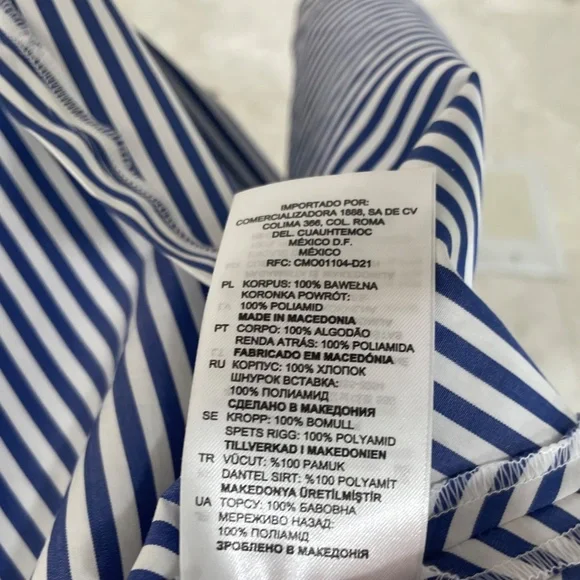 IMPORTADO POR:
COMERCIALIZADORA 1888, SA DE CV
COLIMA 366, COL. ROMA
DEL. CUAUHTEMOC
MÉXICO D.F.
MÉXICO
RFC: CMO01104-D21
PL KORPUS: 100% BAWEŁNA
KORONKA POWRÓT:
100% POLIAMID
MADE IN MACEDONIA
PT CORPO: 100% ALGODÃO
RENDA ATRÁS: 100% POLIAMIDA
FABRICADO EM MACEDÓNIA
RU КОРПУС: 100% ХЛОПОК
ШНУРОК ВСТАВКА:
100% ПОЛИАМИД
СДЕЛАНО В МАКЕДОНИЯ
SE KROPP: 100% BOMULL
SPETS RIGG: 100% POLYAMID
TILLVERKAD I MAKEDONIEN
TR VÜCUT: %100 PAMUK
DANTEL SIRT: %100 POLYAMİT
MAKEDONYA ÜRETİLMİŞTİR
UA ТОРСУ: 100% БАВОВНА
МЕРЕЖИВО НАЗАД:
100% ПОЛІАМІД
ЗРОБЛЕНО В МАКЕДОНІЯ